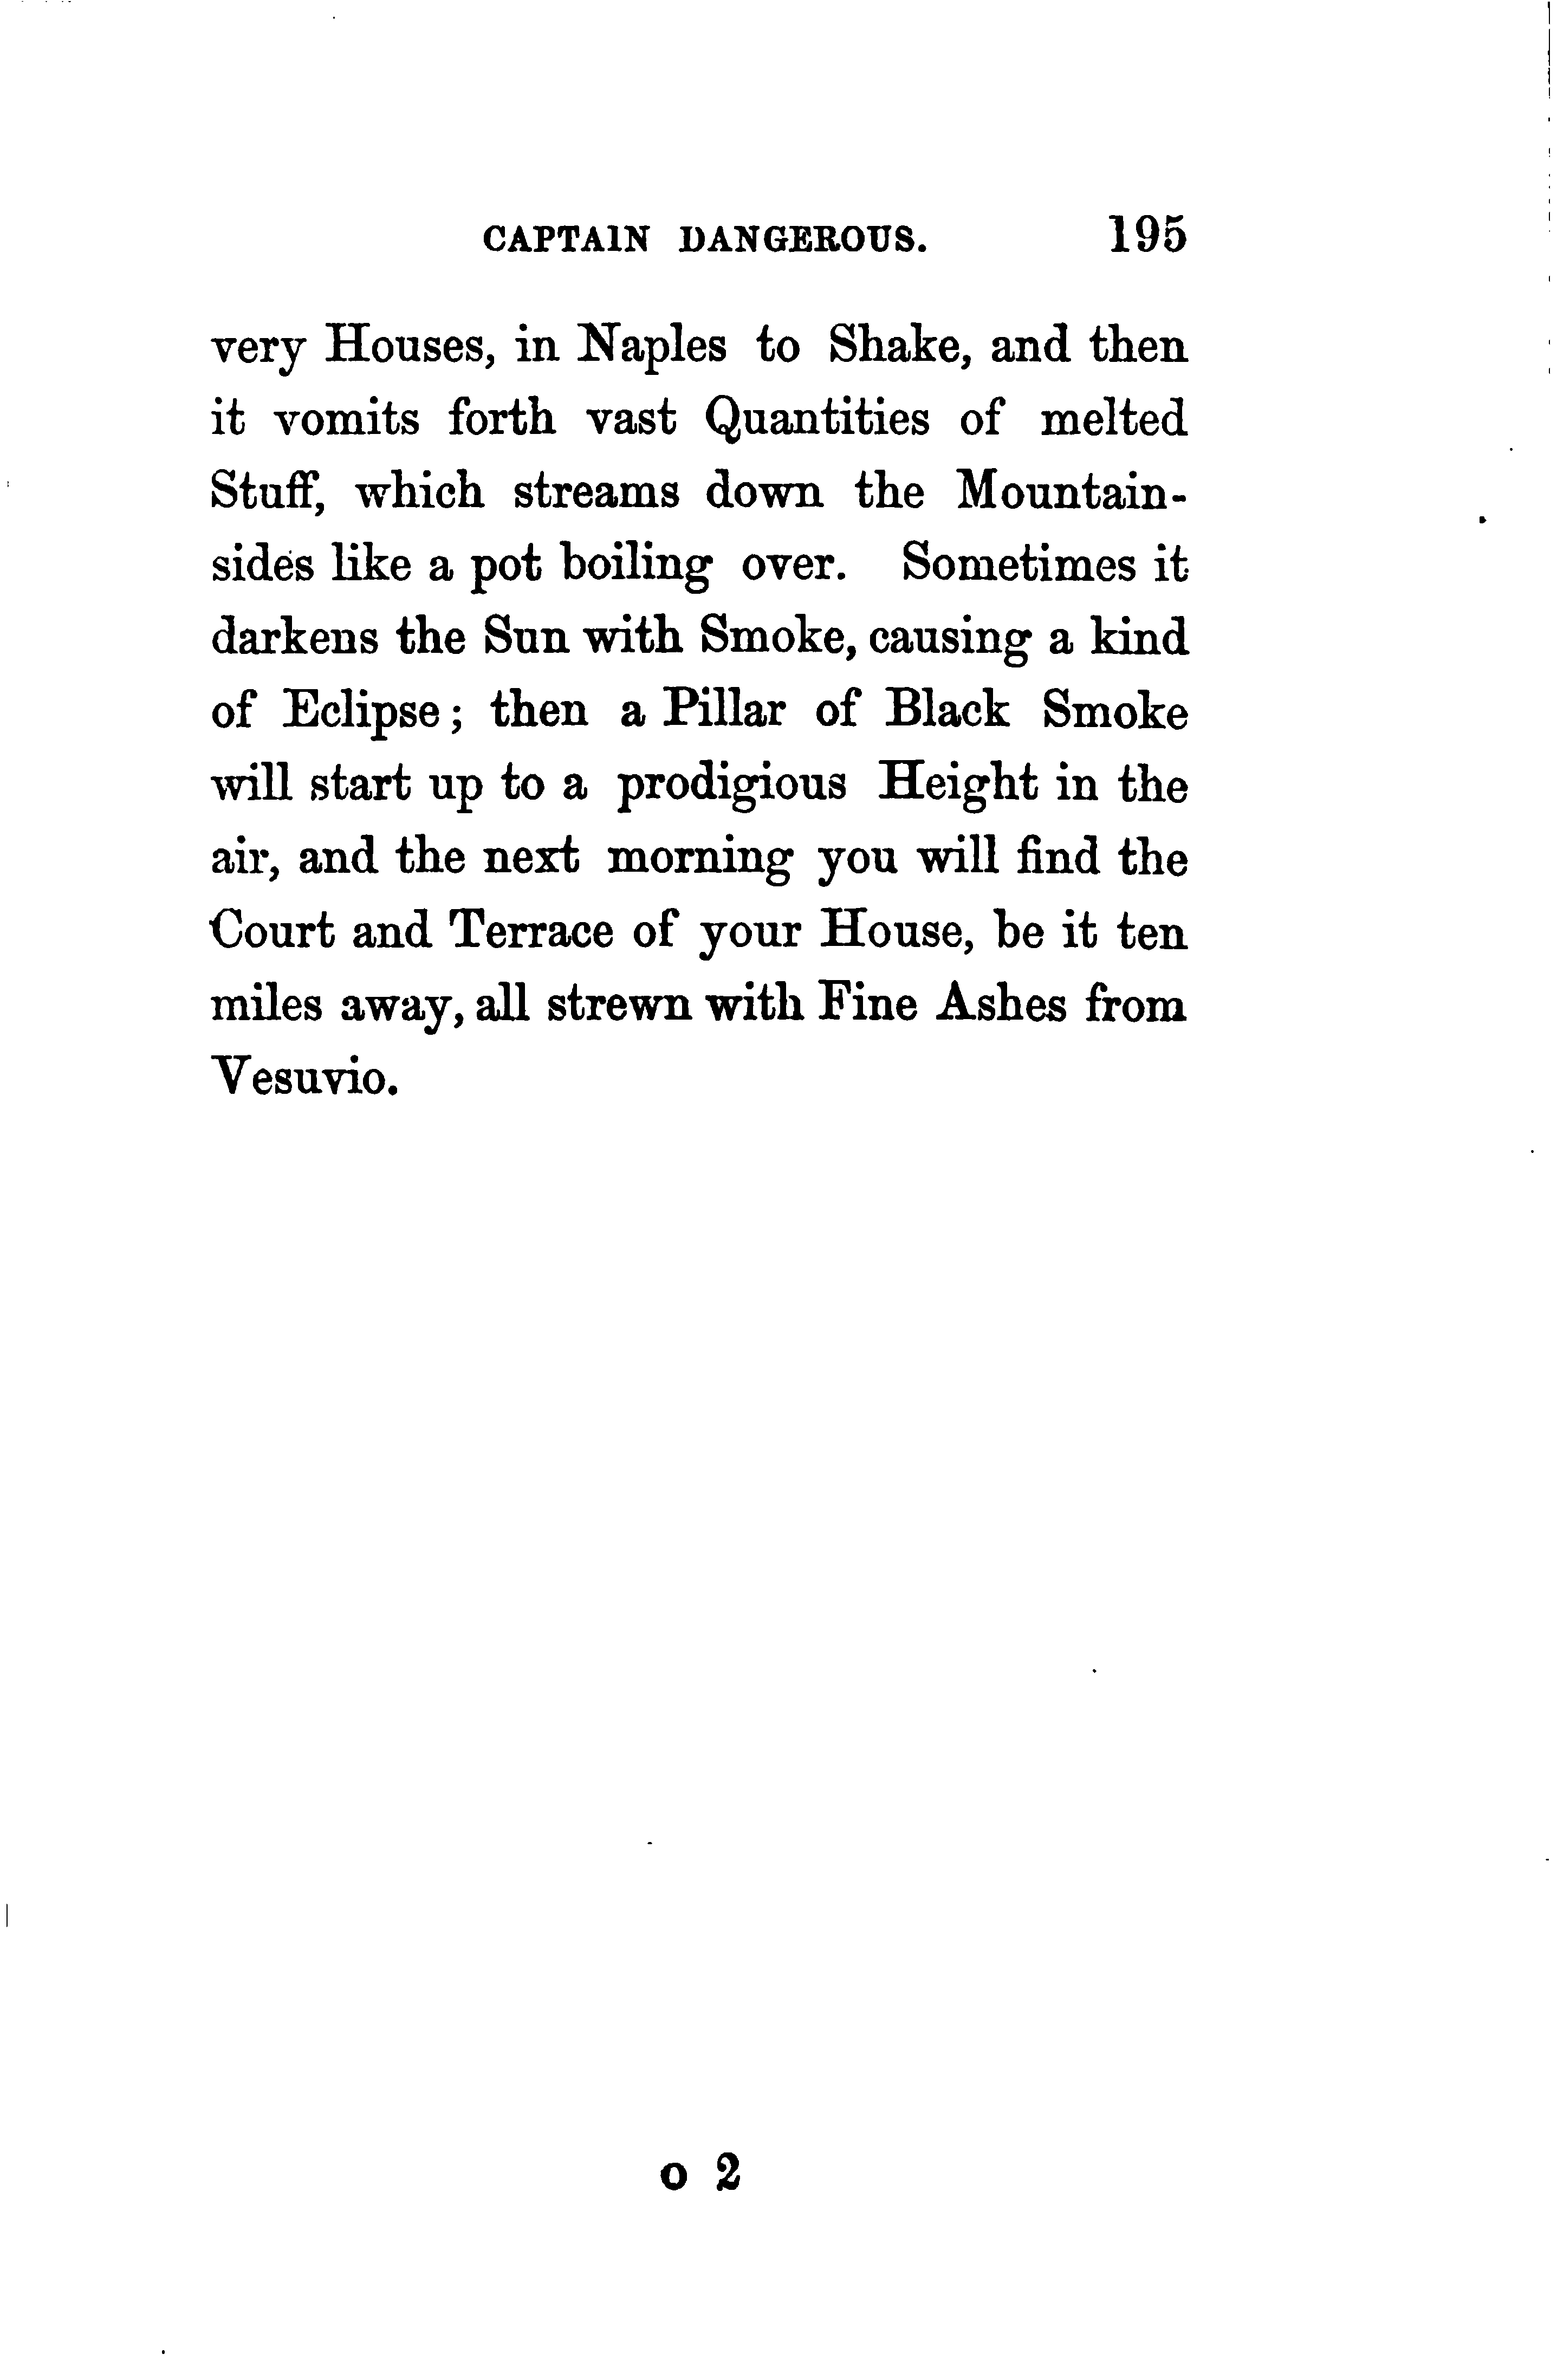 CAPTAIN DANGEROUS. 195
very Houses, in Naples to Shake, and then
it vomits forth vast Quantities of melted
Stuff, which streams down the Mountain-
sides like a pot boiling over. Sometimes it
darkens the Sun with Smoke, causing a kind
of Eclipse; then a Pillar of Black Smoke
will start up to a prodigious Height in the
air, and the next morning you will find the
Court and Terrace of your House, be it ten
miles away, all strewn with Fine Ashes from
Vesuvio.
O 2